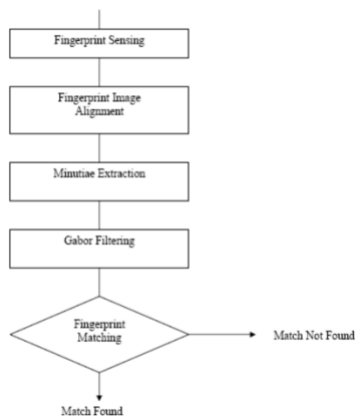 Fingerprint Sensing
Fingerprint Image
Alignment
Minutiae Extraction
Gabor Filtering
Fingerprint
Matching
Match Not Found
Match Found